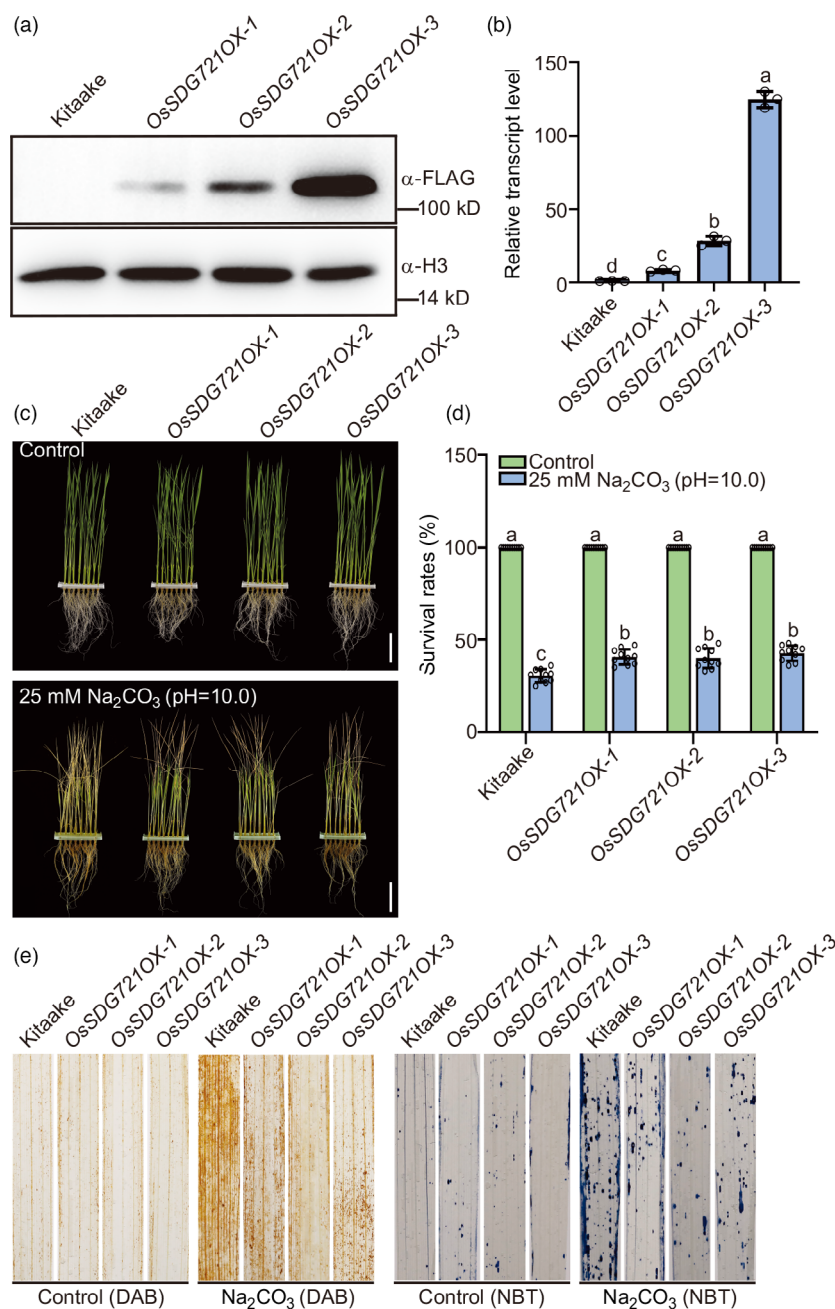 (a)
Kitaake
OsSDG721OX-1
OsSDG721OX-2
OsSDG721OX-3
α-FLAG
100 kD
α-H3
14 kD
(b)
Relative transcript level
150
100
50
0
d
c
b
a
Kitaake
OsSDG721OX-1
OsSDG721OX-2
OsSDG721OX-3
(c)
Kitaake
OsSDG721OX-1
OsSDG721OX-2
OsSDG721OX-3
Control
25 mM Na₂CO₃ (pH=10.0)
(d)
Survival rates (%)
150
100
50
0
Control
25 mM Na₂CO₃ (pH=10.0)
a
c
a
b
a
b
a
b
Kitaake
OsSDG721OX-1
OsSDG721OX-2
OsSDG721OX-3
(e)
Kitaake
OsSDG721OX-1
OsSDG721OX-2
OsSDG721OX-3
Kitaake
OsSDG721OX-1
OsSDG721OX-2
OsSDG721OX-3
Kitaake
OsSDG721OX-1
OsSDG721OX-2
OsSDG721OX-3
Kitaake
OsSDG721OX-1
OsSDG721OX-2
OsSDG721OX-3
Control (DAB)
Na₂CO₃ (DAB)
Control (NBT)
Na₂CO₃ (NBT)